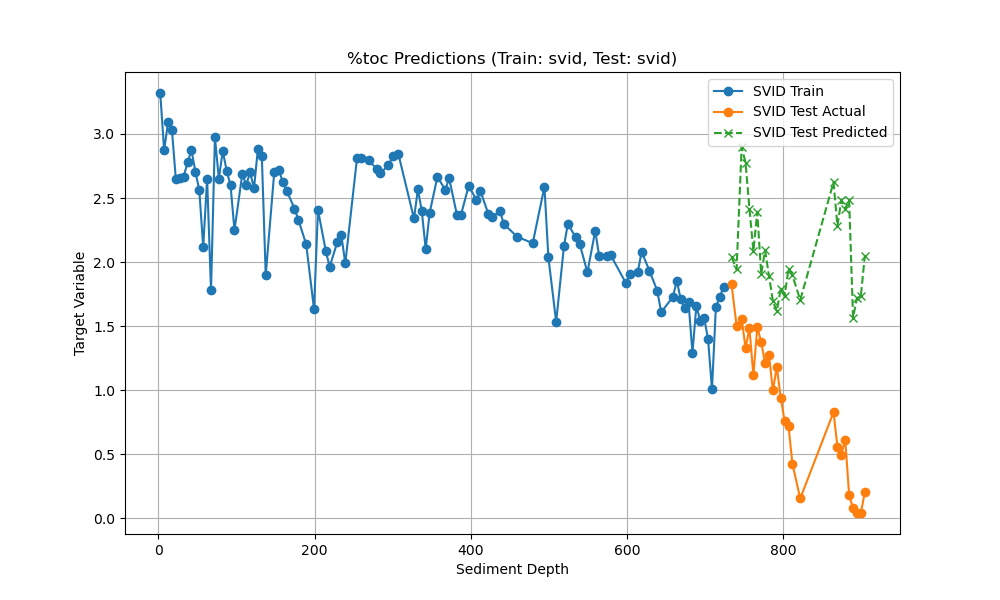 %toc Predictions (Train: svid, Test: svid)
SVID Train
SVID Test Actual
SVID Test Predicted
Target Variable
3.0
2.5
2.0
1.5
1.0
0.5
0.0
0
200
400
600
800
Sediment Depth